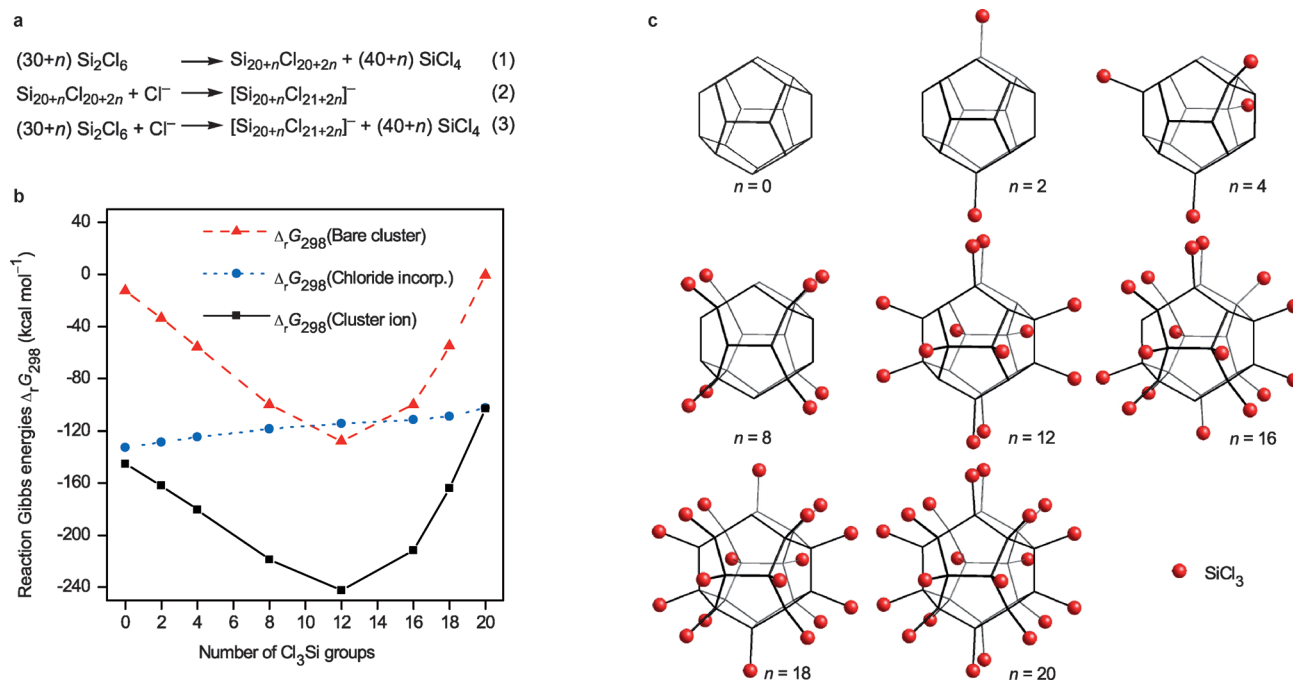 a
(30+n) Si₂Cl₆ → Si₂₀₊ₙCl₂₀₊₂ₙ + (40+n) SiCl₄ (1)
Si₂₀₊ₙCl₂₀₊₂ₙ + Cl⁻ → [Si₂₀₊ₙCl₂₁₊₂ₙ]⁻ (2)
(30+n) Si₂Cl₆ + Cl⁻ → [Si₂₀₊ₙCl₂₁₊₂ₙ]⁻ + (40+n) SiCl₄ (3)
b
Reaction Gibbs energies ΔᵣG₂₉₈ (kcal mol⁻¹)
40
0
-40
-80
-120
-160
-200
-240
ΔᵣG₂₉₈(Bare cluster)
ΔᵣG₂₉₈(Chloride incorp.)
ΔᵣG₂₉₈(Cluster ion)
0 2 4 6 8 10 12 14 16 18 20
Number of Cl₃Si groups
c
n = 0
n = 2
n = 4
n = 8
n = 12
n = 16
n = 18
n = 20
SiCl₃